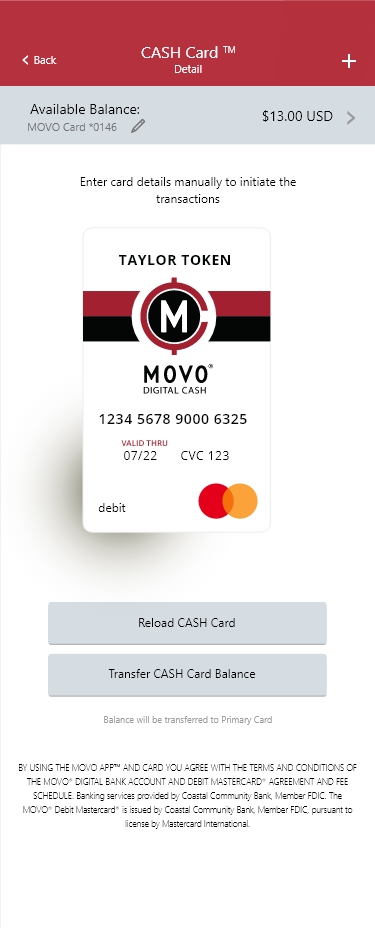 CASH Card ™
Back
Detail
Available Balance:
MOVO Card *0146
$13.00 USD
Enter card details manually to initiate the
transactions
TAYLOR TOKEN
M
MOVO®
DIGITAL CASH
1234 5678 9000 6325
VALID THRU
07/22 CVC 123
debit
Reload CASH Card
Transfer CASH Card Balance
Balance will be transferred to Primary Card
BY USING THE MOVO APP™ AND CARD YOU AGREE WITH THE TERMS AND CONDITIONS OF
THE MOVO® DIGITAL BANK ACCOUNT AND DEBIT MASTERCARD® AGREEMENT AND FEE
SCHEDULE. Banking services provided by Coastal Community Bank, Member FDIC. The
MOVO® Debit Mastercard® is issued by Coastal Community Bank, Member FDIC, pursuant to
license by Mastercard International.